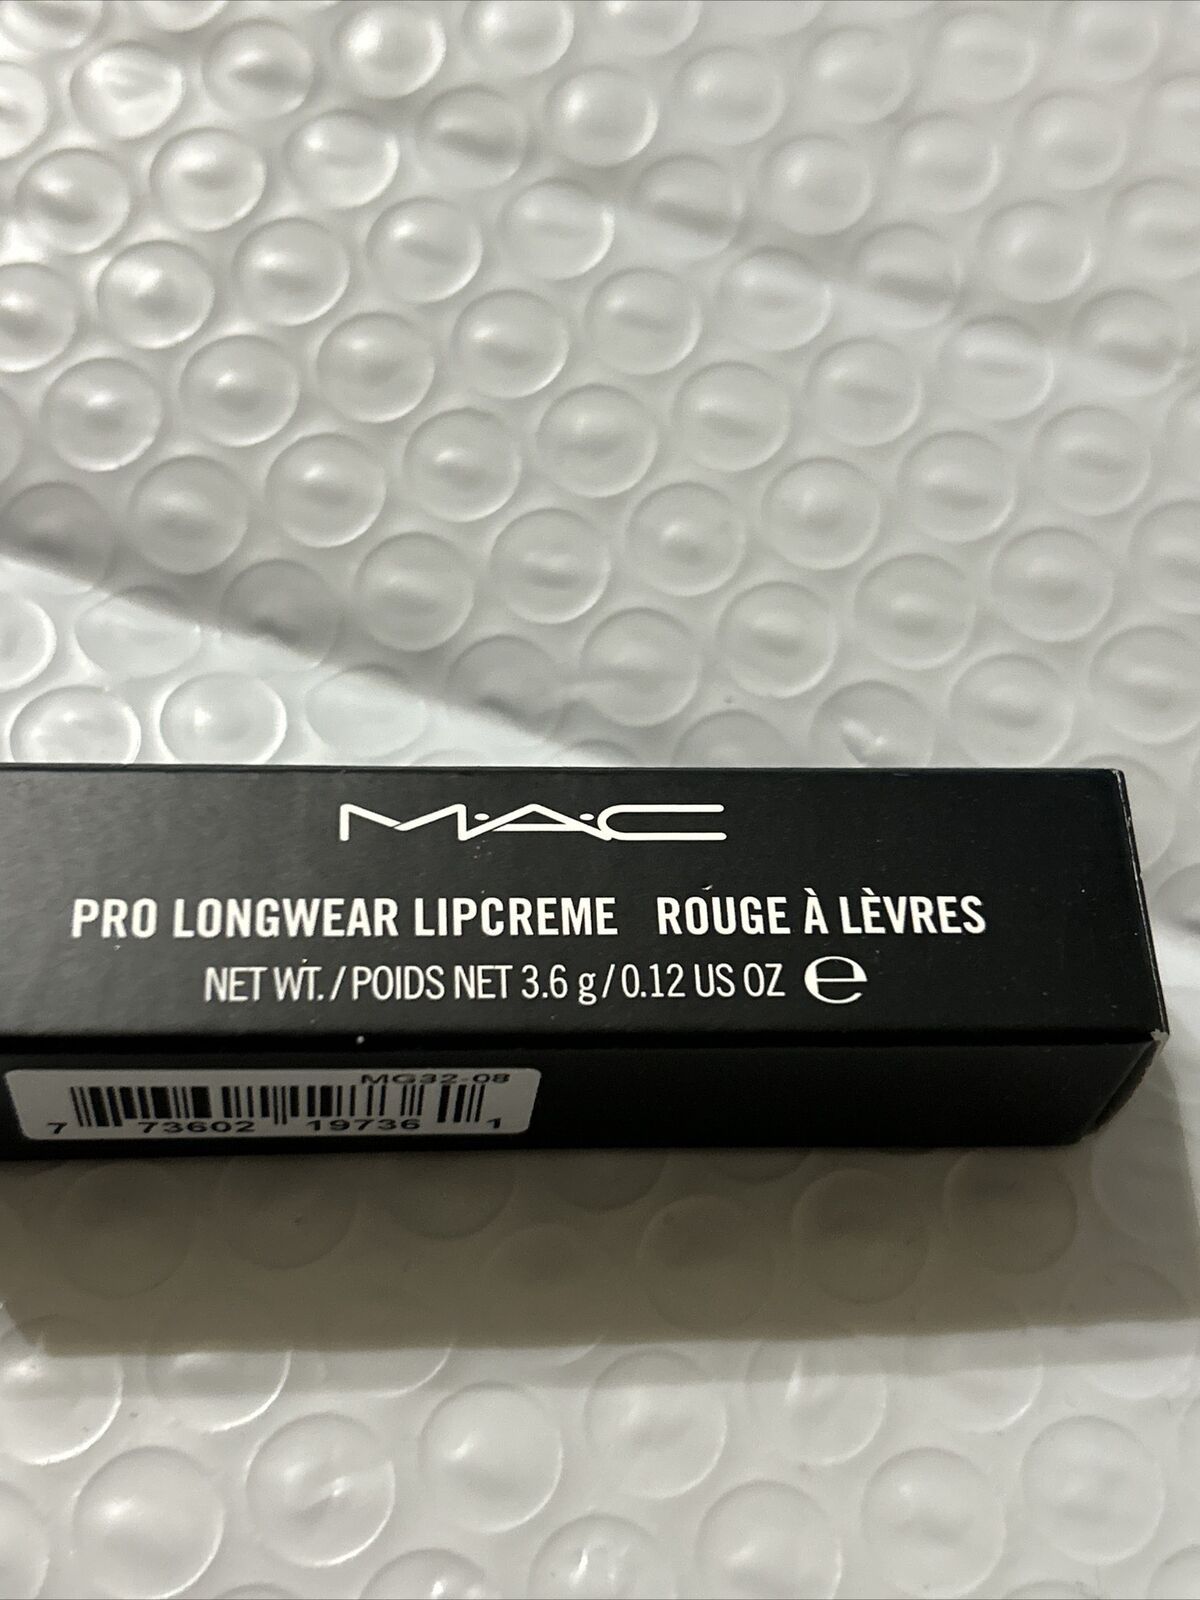 M·A·C
PRO LONGWEAR LIPCREME ROUGE À LÈVRES
NET WT. / POIDS NET 3.6 g / 0.12 US OZ ℮
MG32-08
7 73602 19736 1